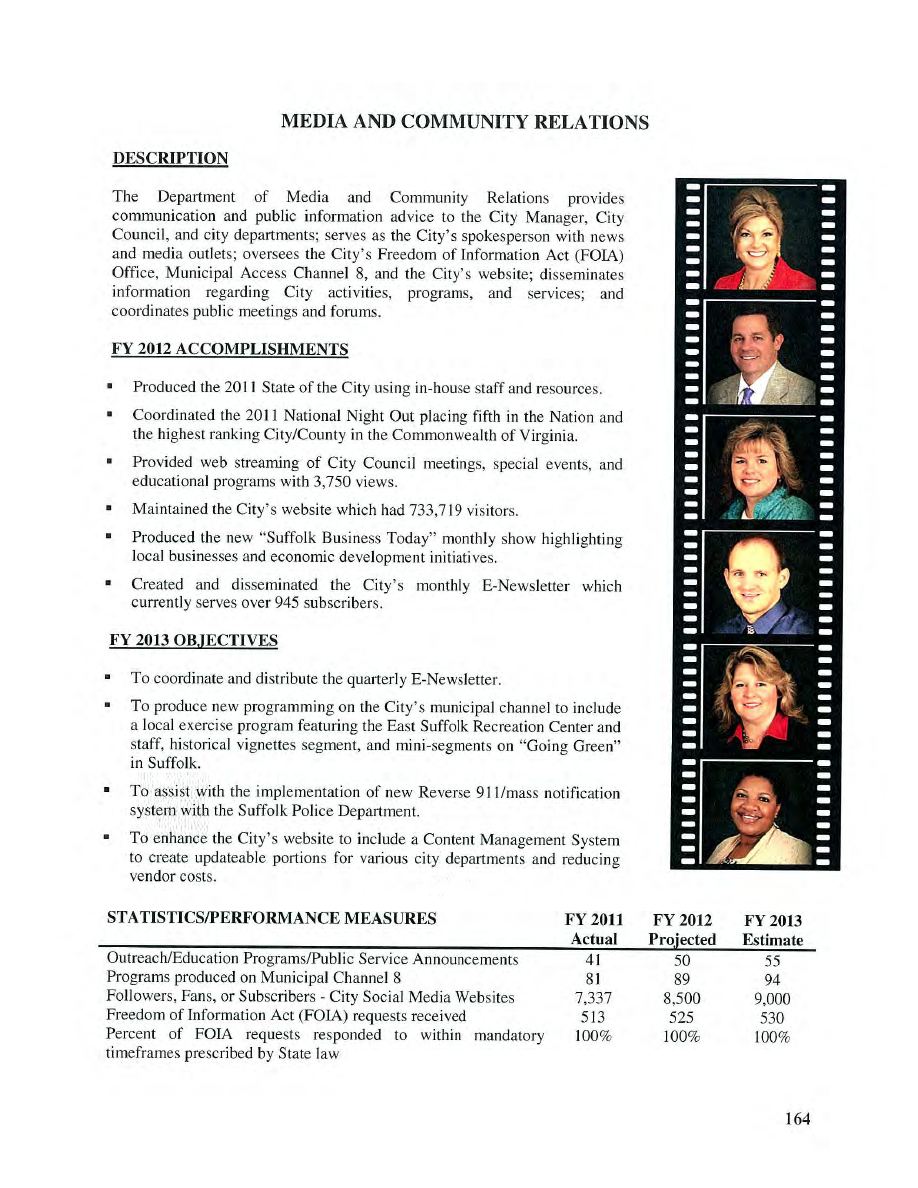 MEDIA AND COMMUNITY RELATIONS
DESCRIPTION
The Department of Media and Community Relations provides
communication and public information advice to the City Manager, City
Council, and city departments; serves as the City's spokesperson with news
and media outlets; oversees the City's Freedom of Information Act (FOIA)
Office, Municipal Access Channel 8, and the City's website; disseminates
information regarding City activities, programs, and services; and
coordinates public meetings and forums.
FY 2012 ACCOMPLISHMENTS
▪ Produced the 2011 State of the City using in-house staff and resources.
▪ Coordinated the 2011 National Night Out placing fifth in the Nation and
the highest ranking City/County in the Commonwealth of Virginia.
▪ Provided web streaming of City Council meetings, special events, and
educational programs with 3,750 views.
▪ Maintained the City's website which had 733,719 visitors.
▪ Produced the new "Suffolk Business Today" monthly show highlighting
local businesses and economic development initiatives.
▪ Created and disseminated the City's monthly E-Newsletter which
currently serves over 945 subscribers.
FY 2013 OBJECTIVES
▪ To coordinate and distribute the quarterly E-Newsletter.
▪ To produce new programming on the City's municipal channel to include
a local exercise program featuring the East Suffolk Recreation Center and
staff, historical vignettes segment, and mini-segments on "Going Green"
in Suffolk.
▪ To assist with the implementation of new Reverse 911/mass notification
system with the Suffolk Police Department.
▪ To enhance the City's website to include a Content Management System
to create updateable portions for various city departments and reducing
vendor costs.
STATISTICS/PERFORMANCE MEASURES FY 2011 FY 2012 FY 2013
Actual Projected Estimate
Outreach/Education Programs/Public Service Announcements 41 50 55
Programs produced on Municipal Channel 8 81 89 94
Followers, Fans, or Subscribers - City Social Media Websites 7,337 8,500 9,000
Freedom of Information Act (FOIA) requests received 513 525 530
Percent of FOIA requests responded to within mandatory 100% 100% 100%
timeframes prescribed by State law
164